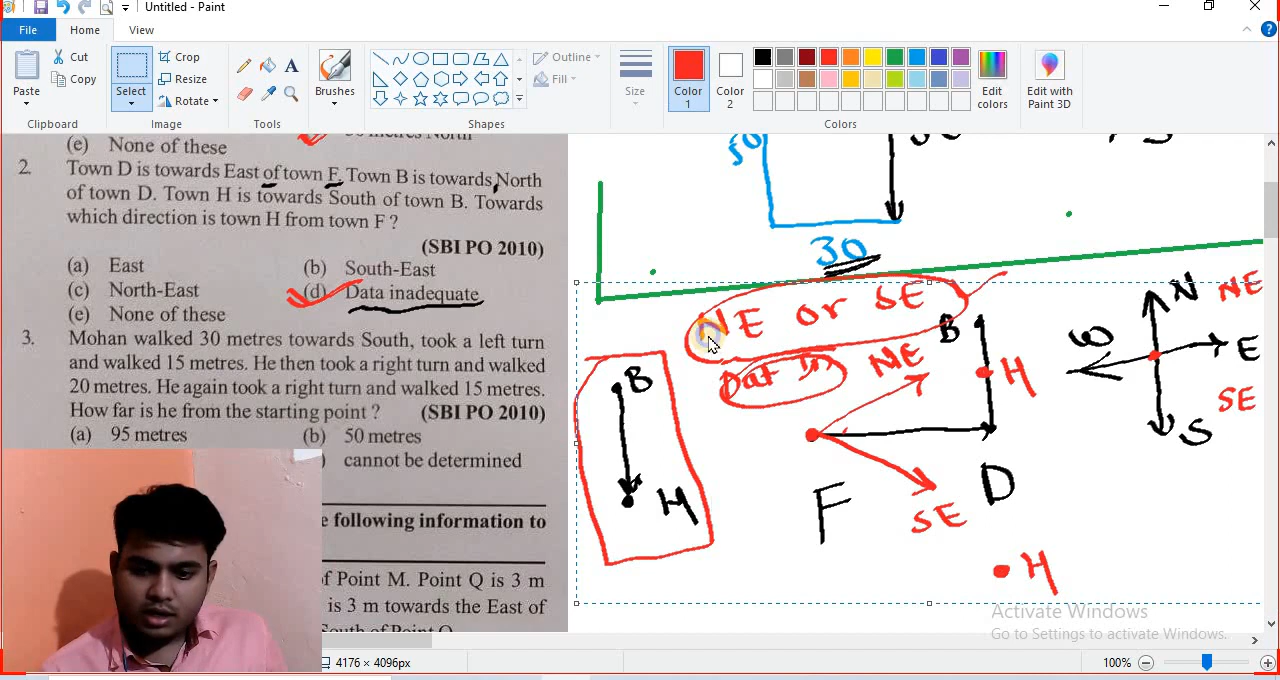 Untitled - Paint
File
Home
View
Paste
Cut
Copy
Clipboard
Select
Crop
Resize
Rotate
Image
Tools
Brushes
Shapes
Outline
Fill
Size
Color 1
Color 2
Edit colors
Edit with Paint 3D
Colors
(e) None of these
2. Town D is towards East of town F. Town B is towards North
of town D. Town H is towards South of town B. Towards
which direction is town H from town F ?
(SBI PO 2010)
(a) East (b) South-East
(c) North-East (d) Data inadequate
(e) None of these
3. Mohan walked 30 metres towards South, took a left turn
and walked 15 metres. He then took a right turn and walked
20 metres. He again took a right turn and walked 15 metres.
How far is he from the starting point ? (SBI PO 2010)
(a) 95 metres (b) 50 metres
) cannot be determined
e following information to
f Point M. Point Q is 3 m
is 3 m towards the East of
South of Point O
50
30
NE or SE
Dat in
NE
B
H
B
H
F
D
SE
H
N
NE
W
E
SE
S
Activate Windows
Go to Settings to activate Windows.
4176 × 4096px
100%